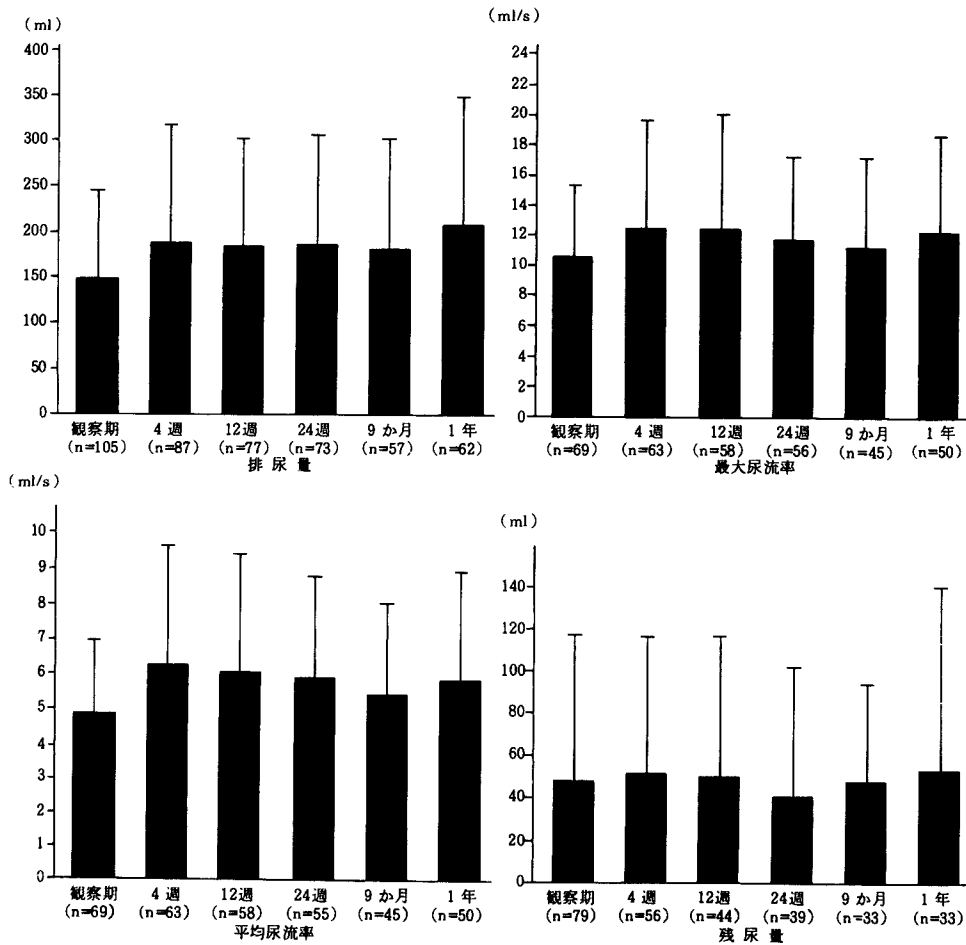 (ml)
400
350
300
250
200
150
100
50
0
観察期 4週 12週 24週 9か月 1年
(n=105) (n=87) (n=77) (n=73) (n=57) (n=62)
排尿量
(ml/s)
24
22
20
18
16
14
12
10
8
6
4
2
0
観察期 4週 12週 24週 9か月 1年
(n=69) (n=63) (n=58) (n=56) (n=45) (n=50)
最大尿流率
(ml/s)
10
9
8
7
6
5
4
3
2
1
0
観察期 4週 12週 24週 9か月 1年
(n=69) (n=63) (n=58) (n=55) (n=45) (n=50)
平均尿流率
(ml)
140
120
100
80
60
40
20
0
観察期 4週 12週 24週 9か月 1年
(n=79) (n=56) (n=44) (n=39) (n=33) (n=33)
残尿量